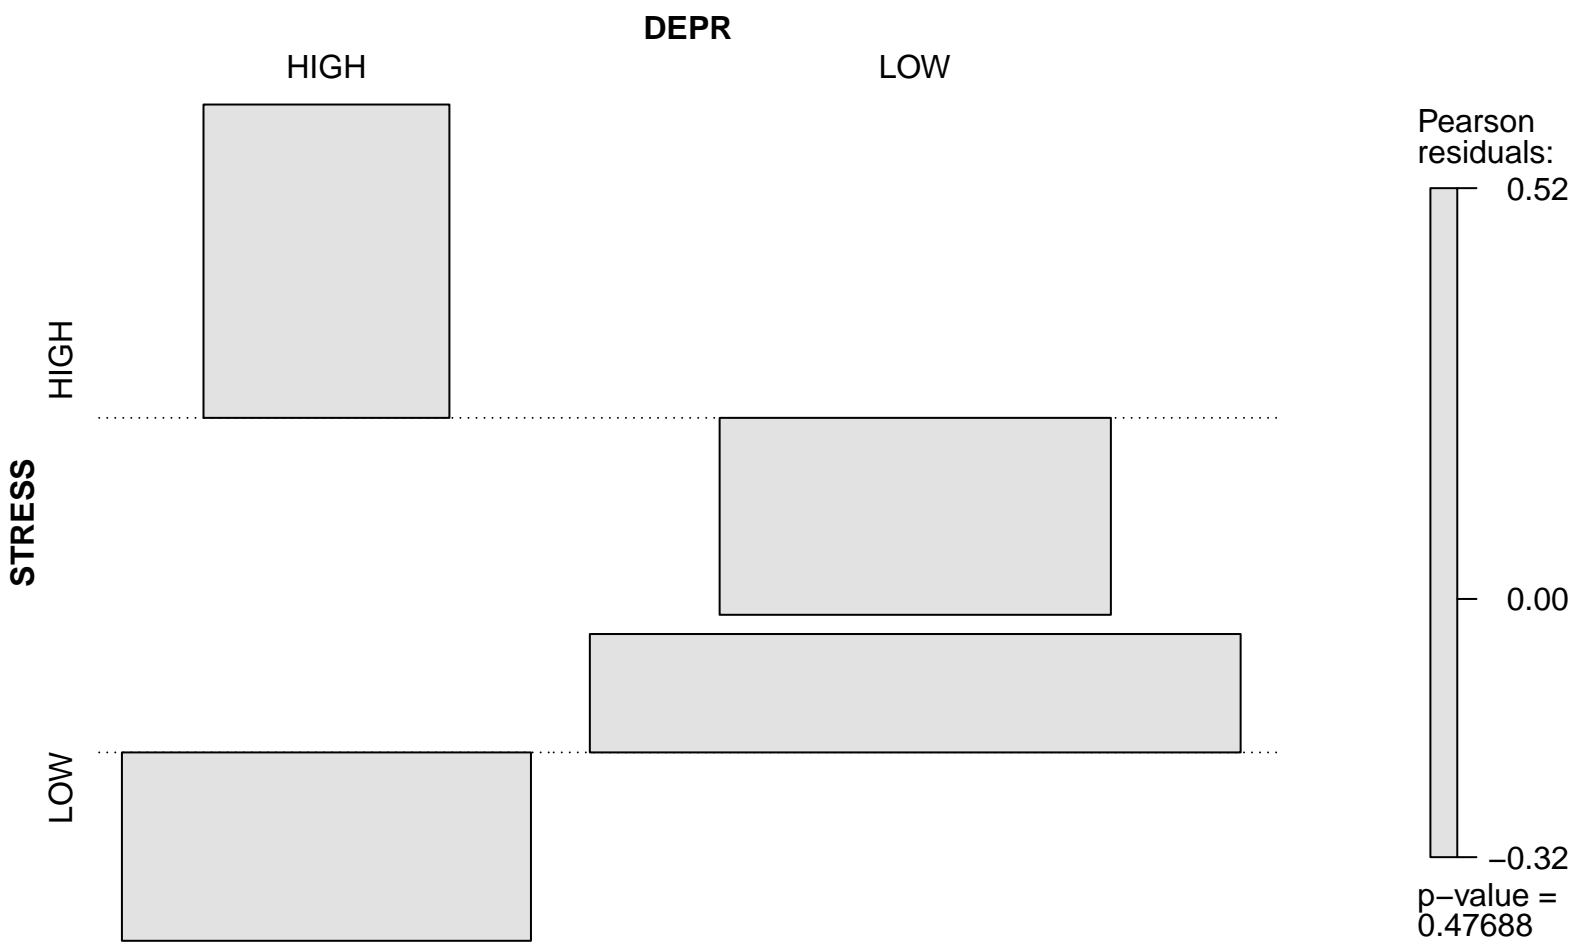 DEPR
HIGH
LOW
STRESS
HIGH
LOW
Pearson
residuals:
0.52
0.00
−0.32
p−value =
0.47688